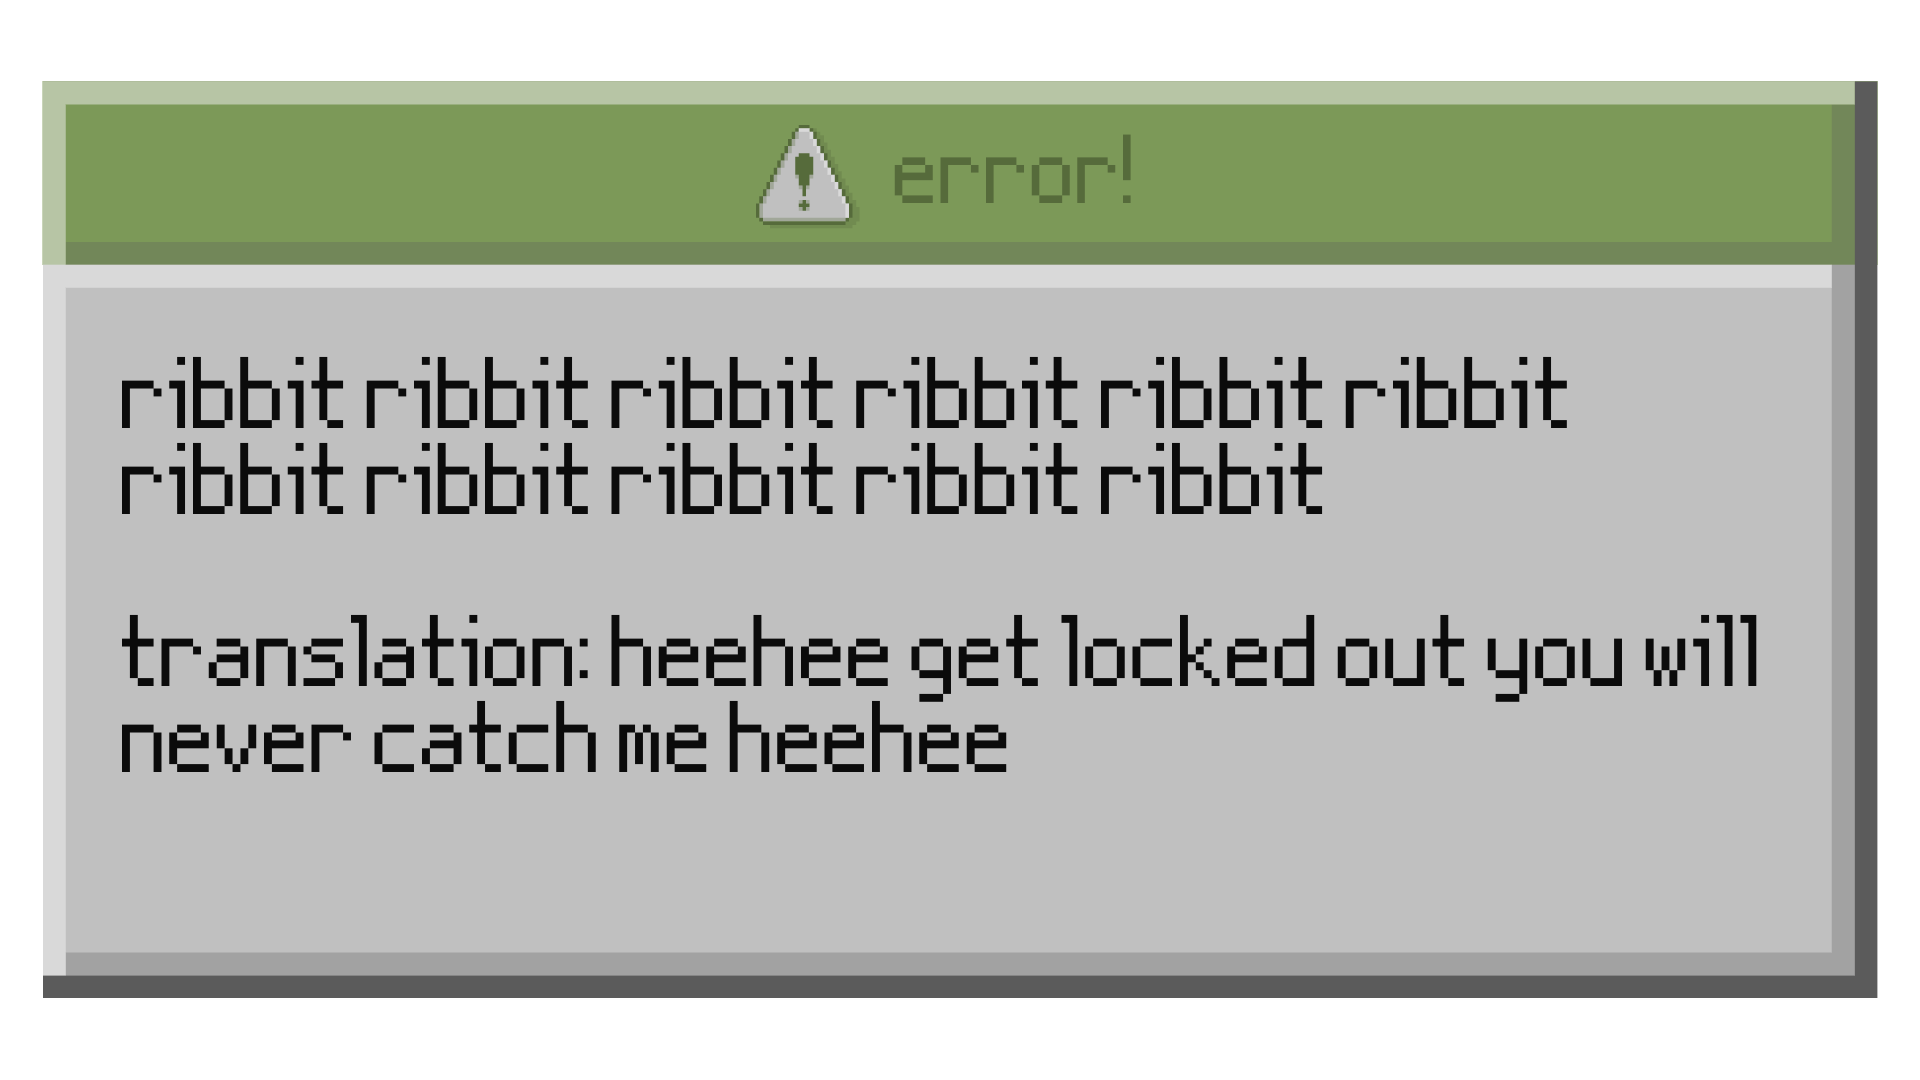 error!
ribbit ribbit ribbit ribbit ribbit ribbit
ribbit ribbit ribbit ribbit ribbit
translation: heehee get locked out you will
never catch me heehee